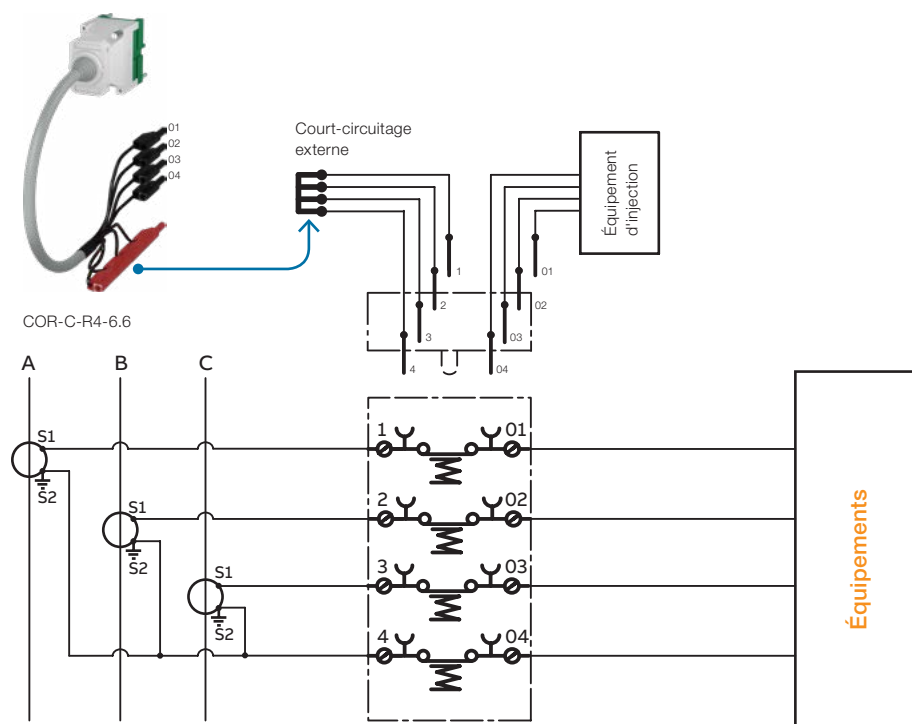 01
02
03
04
Court-circuitage
externe
Équipement
d'injection
1
01
2
02
3
03
4
04
COR-C-R4-6.6
A
B
C
S1
S2
S1
S2
S1
S2
1
01
2
02
3
03
4
04
Équipements